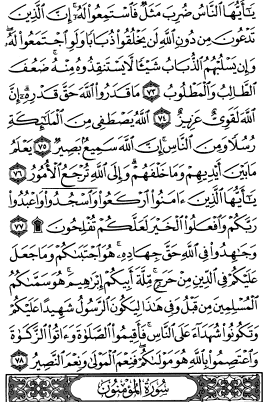 يَـٰٓأَيُّهَا ٱلنَّاسُ ضُرِبَ مَثَلٌ فَٱسْتَمِعُوا۟ لَهُۥٓ ۚ إِنَّ ٱلَّذِينَ
تَدْعُونَ مِن دُونِ ٱللَّهِ لَن يَخْلُقُوا۟ ذُبَابًا وَلَوِ ٱجْتَمَعُوا۟ لَهُۥ ۖ
وَإِن يَسْلُبْهُمُ ٱلذُّبَابُ شَيْـًٔا لَّا يَسْتَنقِذُوهُ مِنْهُ ۚ ضَعُفَ
ٱلطَّالِبُ وَٱلْمَطْلُوبُ ٧٣ مَا قَدَرُوا۟ ٱللَّهَ حَقَّ قَدْرِهِۦٓ ۗ إِنَّ
ٱللَّهَ لَقَوِىٌّ عَزِيزٌ ٧٤ ٱللَّهُ يَصْطَفِى مِنَ ٱلْمَلَـٰٓئِكَةِ
رُسُلًا وَمِنَ ٱلنَّاسِ ۚ إِنَّ ٱللَّهَ سَمِيعٌۢ بَصِيرٌ ٧٥ يَعْلَمُ
مَا بَيْنَ أَيْدِيهِمْ وَمَا خَلْفَهُمْ ۗ وَإِلَى ٱللَّهِ تُرْجَعُ ٱلْأُمُورُ ٧٦
يَـٰٓأَيُّهَا ٱلَّذِينَ ءَامَنُوا۟ ٱرْكَعُوا۟ وَٱسْجُدُوا۟ وَٱعْبُدُوا۟
رَبَّكُمْ وَٱفْعَلُوا۟ ٱلْخَيْرَ لَعَلَّكُمْ تُفْلِحُونَ ۩ ٧٧
وَجَـٰهِدُوا۟ فِى ٱللَّهِ حَقَّ جِهَادِهِۦ ۚ هُوَ ٱجْتَبَىٰكُمْ وَمَا جَعَلَ
عَلَيْكُمْ فِى ٱلدِّينِ مِنْ حَرَجٍ ۚ مِّلَّةَ أَبِيكُمْ إِبْرَٰهِيمَ ۚ هُوَ سَمَّىٰكُمُ
ٱلْمُسْلِمِينَ مِن قَبْلُ وَفِى هَـٰذَا لِيَكُونَ ٱلرَّسُولُ شَهِيدًا عَلَيْكُمْ
وَتَكُونُوا۟ شُهَدَآءَ عَلَى ٱلنَّاسِ ۚ فَأَقِيمُوا۟ ٱلصَّلَوٰةَ وَءَاتُوا۟ ٱلزَّكَوٰةَ
وَٱعْتَصِمُوا۟ بِٱللَّهِ هُوَ مَوْلَىٰكُمْ ۖ فَنِعْمَ ٱلْمَوْلَىٰ وَنِعْمَ ٱلنَّصِيرُ ٧٨
سُورَةُ المُؤْمِنُونَ